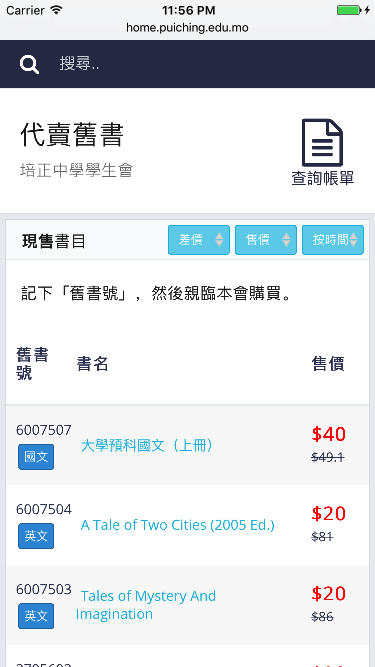 Carrier 11:56 PM
home.puiching.edu.mo
搜尋..
代賣舊書
培正中學學生會
查詢帳單
現售書目 差價 售價 按時間
記下「舊書號」，然後親臨本會購買。
舊書號 書名 售價
6007507 $40
國文 大學預科國文（上冊） $49.1
6007504 $20
英文 A Tale of Two Cities (2005 Ed.) $81
6007503 Tales of Mystery And $20
英文 Imagination $86